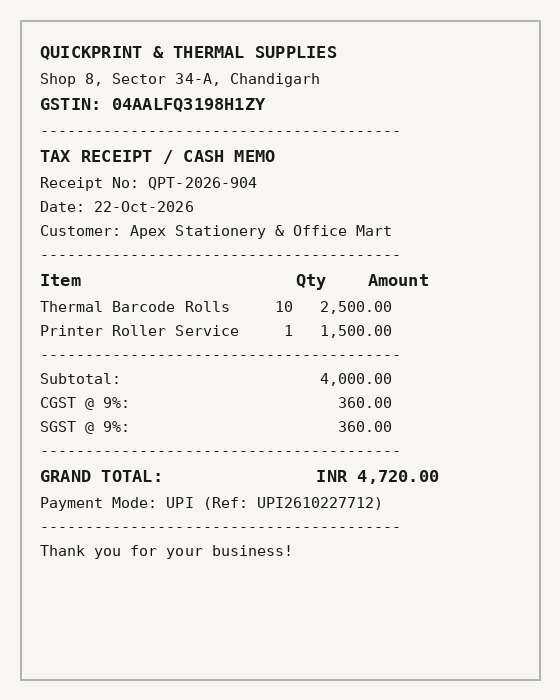 QUICKPRINT & THERMAL SUPPLIES
Shop 8, Sector 34-A, Chandigarh
GSTIN: 04AALFQ3198H1ZY
----------------------------------------
TAX RECEIPT / CASH MEMO
Receipt No: QPT-2026-904
Date: 22-Oct-2026
Customer: Apex Stationery & Office Mart
----------------------------------------
Item Qty Amount
Thermal Barcode Rolls 10 2,500.00
Printer Roller Service 1 1,500.00
----------------------------------------
Subtotal: 4,000.00
CGST @ 9%: 360.00
SGST @ 9%: 360.00
----------------------------------------
GRAND TOTAL: INR 4,720.00
Payment Mode: UPI (Ref: UPI2610227712)
----------------------------------------
Thank you for your business!